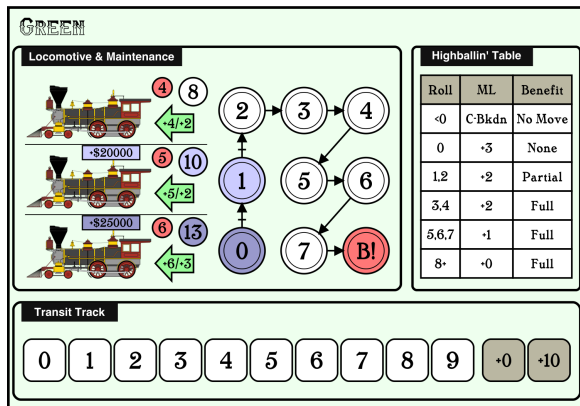 Green
Locomotive & Maintenance
4 8
+4/+2
+$20000
5 10
+5/+2
+$25000
6 13
+6/+3
2 3 4
1 5 6
0 7 B!
Highballin' Table
Roll ML Benefit
<0 C-Bkdn No Move
0 +3 None
1,2 +2 Partial
3,4 +2 Full
5,6,7 +1 Full
8+ +0 Full
Transit Track
0 1 2 3 4 5 6 7 8 9 +0 +10